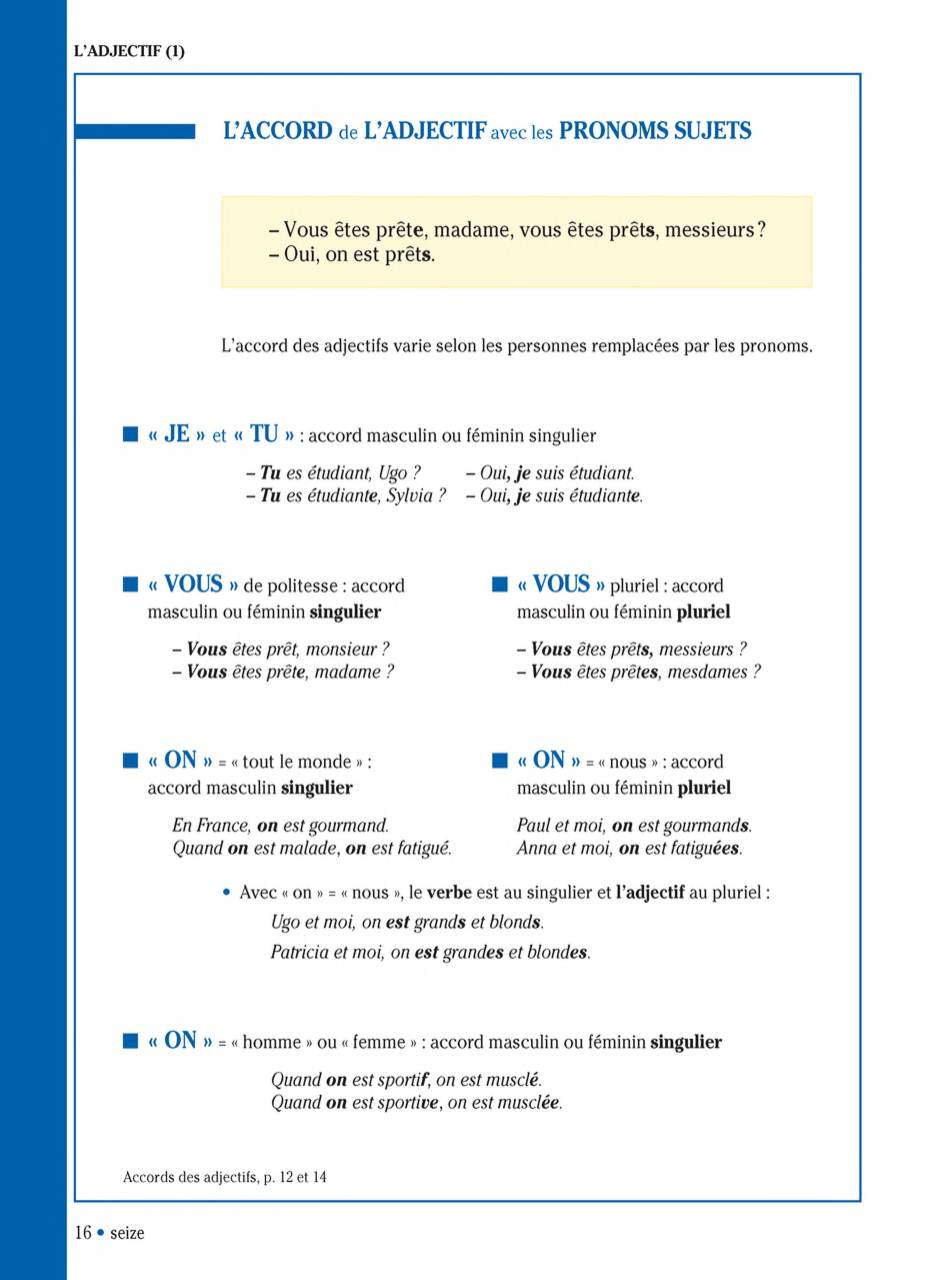 L'ADJECTIF (1)
L'ACCORD de L'ADJECTIF avec les PRONOMS SUJETS
– Vous êtes prête, madame, vous êtes prêts, messieurs ?
– Oui, on est prêts.
L'accord des adjectifs varie selon les personnes remplacées par les pronoms.
■ « JE » et « TU » : accord masculin ou féminin singulier
– Tu es étudiant, Ugo ? – Oui, je suis étudiant.
– Tu es étudiante, Sylvia ? – Oui, je suis étudiante.
■ « VOUS » de politesse : accord
masculin ou féminin singulier
– Vous êtes prêt, monsieur ?
– Vous êtes prête, madame ?
■ « VOUS » pluriel : accord
masculin ou féminin pluriel
– Vous êtes prêts, messieurs ?
– Vous êtes prêtes, mesdames ?
■ « ON » = « tout le monde » :
accord masculin singulier
En France, on est gourmand.
Quand on est malade, on est fatigué.
■ « ON » = « nous » : accord
masculin ou féminin pluriel
Paul et moi, on est gourmands.
Anna et moi, on est fatiguées.
• Avec « on » = « nous », le verbe est au singulier et l'adjectif au pluriel :
Ugo et moi, on est grands et blonds.
Patricia et moi, on est grandes et blondes.
■ « ON » = « homme » ou « femme » : accord masculin ou féminin singulier
Quand on est sportif, on est musclé.
Quand on est sportive, on est musclée.
Accords des adjectifs, p. 12 et 14
16 • seize